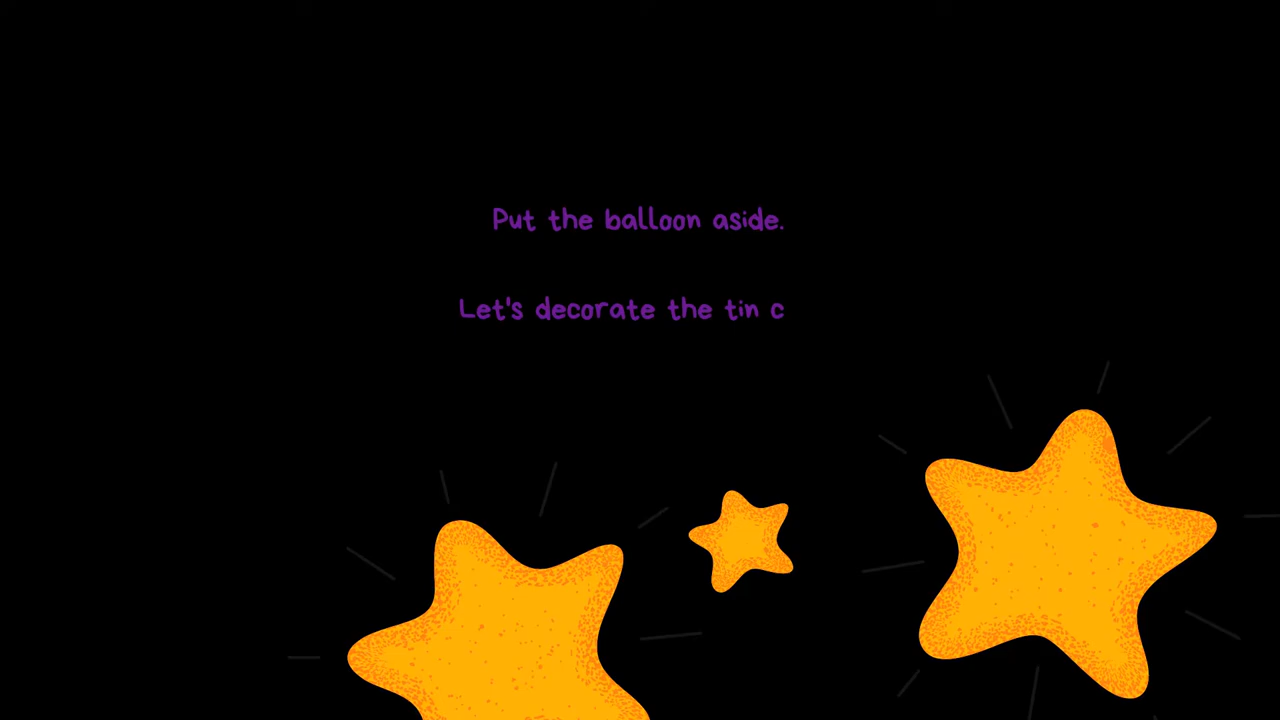 Put the balloon aside.
Let's decorate the tin c